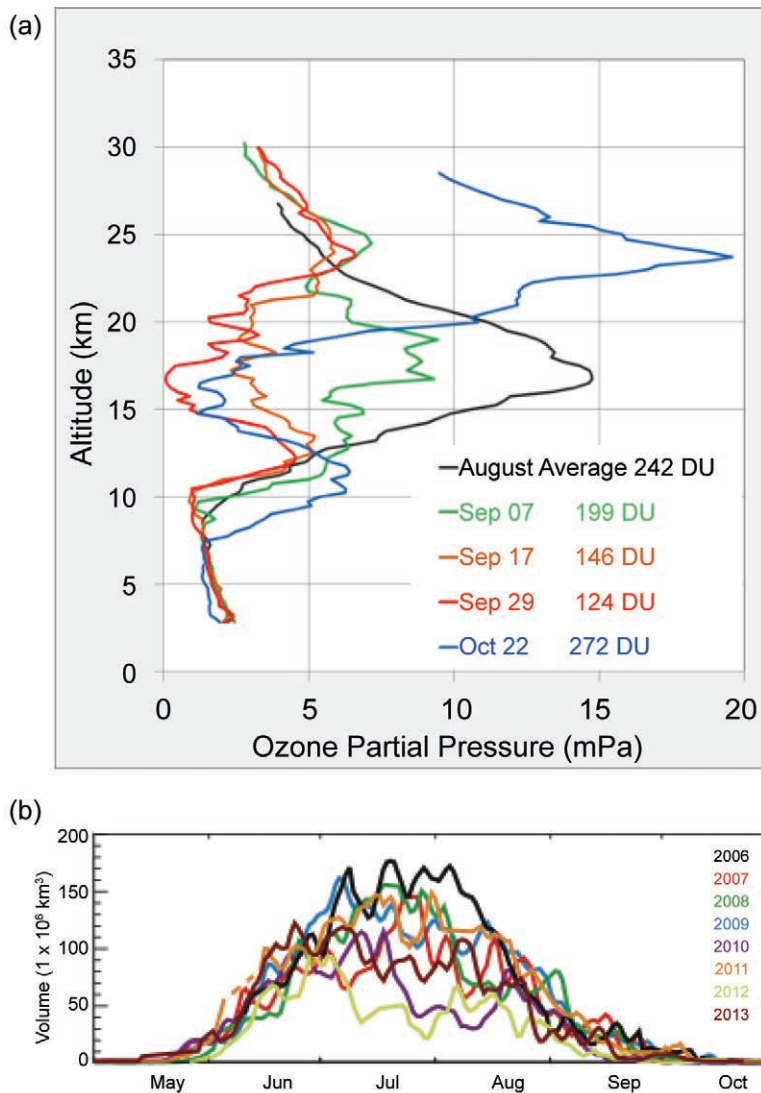 (a)
35
30
25
20
15
10
5
0
Altitude (km)
August Average 242 DU
Sep 07 199 DU
Sep 17 146 DU
Sep 29 124 DU
Oct 22 272 DU
0 5 10 15 20
Ozone Partial Pressure (mPa)
(b)
200
150
100
50
0
Volume (1 x 10⁶ km³)
2006
2007
2008
2009
2010
2011
2012
2013
May Jun Jul Aug Sep Oct